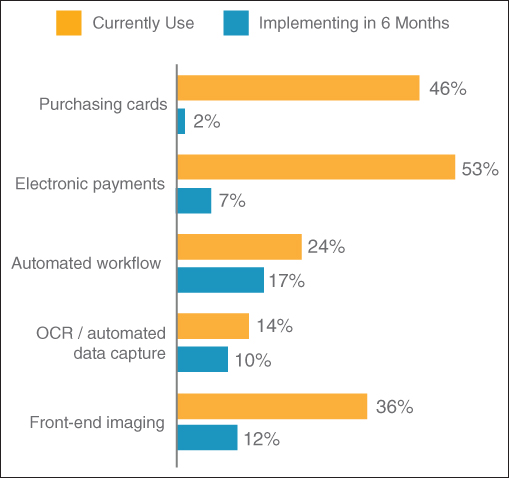 Currently Use
Implementing in 6 Months
Purchasing cards
46%
2%
Electronic payments
53%
7%
Automated workflow
24%
17%
OCR / automated
data capture
14%
10%
Front-end imaging
36%
12%